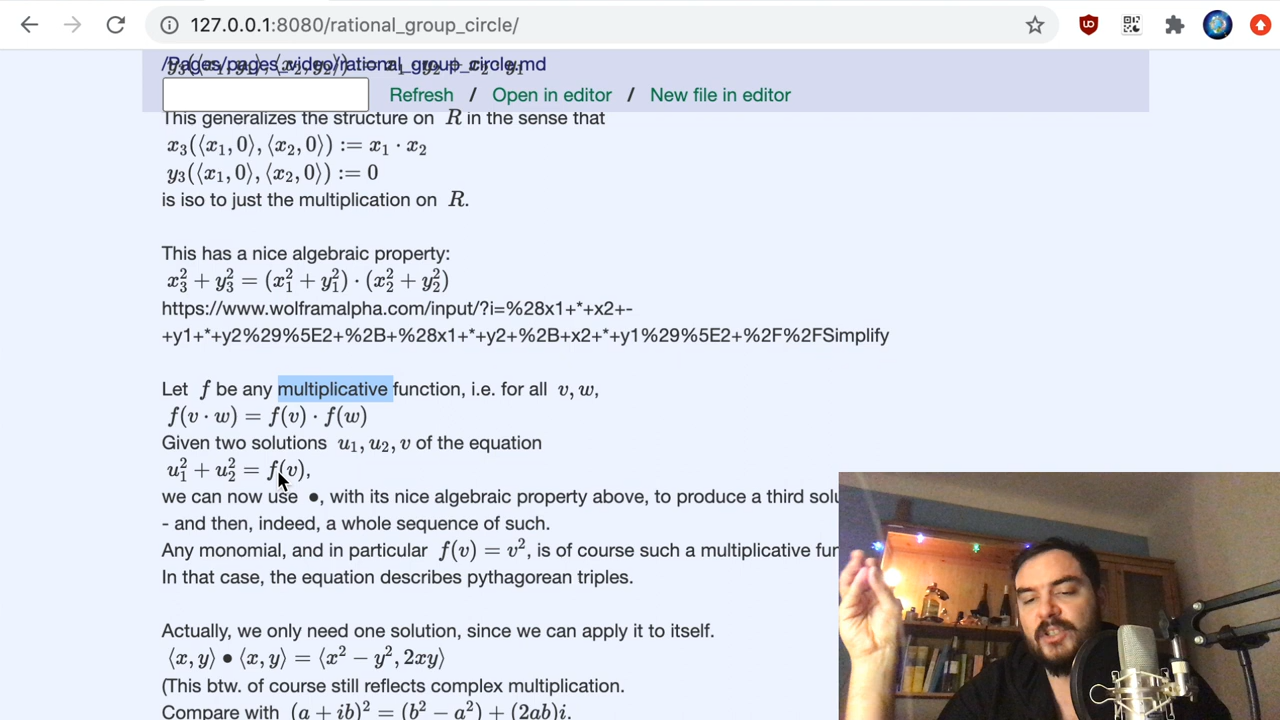 127.0.0.1:8080/rational_group_circle/
/Pages/pages_video/rational_group_circle.md
Refresh / Open in editor / New file in editor
This generalizes the structure on R in the sense that
x₃(⟨x₁, 0⟩, ⟨x₂, 0⟩) := x₁ · x₂
y₃(⟨x₁, 0⟩, ⟨x₂, 0⟩) := 0
is iso to just the multiplication on R.
This has a nice algebraic property:
x₃² + y₃² = (x₁² + y₁²) · (x₂² + y₂²)
https://www.wolframalpha.com/input/?i=%28x1+*+x2+-
+y1+*+y2%29%5E2+%2B+%28x1+*+y2+%2B+x2+*+y1%29%5E2+%2F%2FSimplify
Let f be any multiplicative function, i.e. for all v, w,
f(v · w) = f(v) · f(w)
Given two solutions u₁, u₂, v of the equation
u₁² + u₂² = f(v),
we can now use ●, with its nice algebraic property above, to produce a third
- and then, indeed, a whole sequence of such.
Any monomial, and in particular f(v) = v², is of course such a multiplicative
In that case, the equation describes pythagorean triples.
Actually, we only need one solution, since we can apply it to itself.
⟨x, y⟩ ● ⟨x, y⟩ = ⟨x² − y², 2xy⟩
(This btw. of course still reflects complex multiplication.
Compare with (a + ib)² = (b² − a²) + (2ab)i.